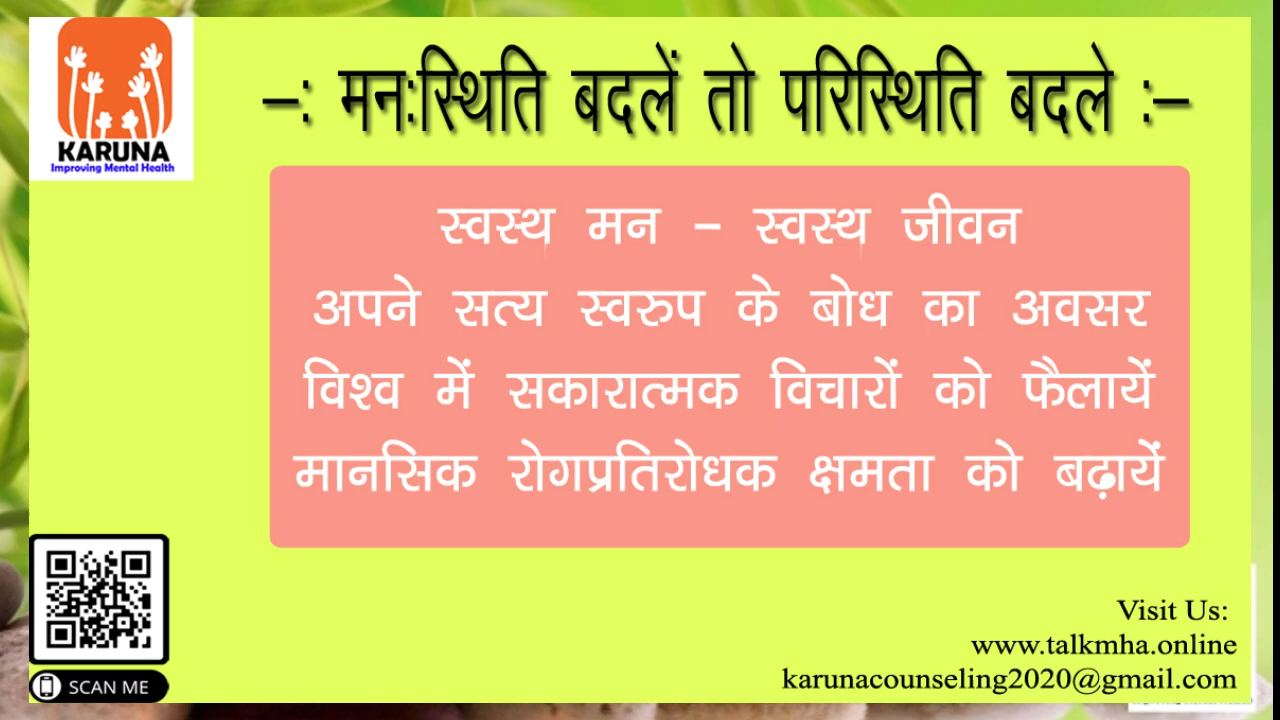 KARUNA
Improving Mental Health
–: मन:स्थिति बदलें तो परिस्थिति बदले :–
स्वस्थ मन – स्वस्थ जीवन
अपने सत्य स्वरुप के बोध का अवसर
विश्व में सकारात्मक विचारों को फैलायें
मानसिक रोगप्रतिरोधक क्षमता को बढ़ायें
SCAN ME
Visit Us:
www.talkmha.online
karunacounseling2020@gmail.com